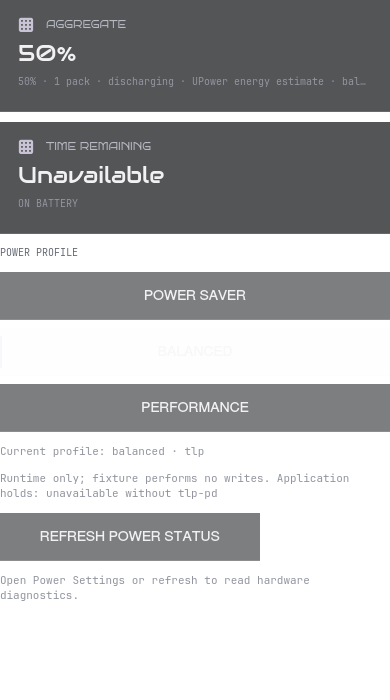 AGGREGATE
50%
50% · 1 pack · discharging · UPower energy estimate · bal…
TIME REMAINING
Unavailable
ON BATTERY
POWER PROFILE
POWER SAVER
BALANCED
PERFORMANCE
Current profile: balanced · tlp
Runtime only; fixture performs no writes. Application
holds: unavailable without tlp-pd
REFRESH POWER STATUS
Open Power Settings or refresh to read hardware
diagnostics.